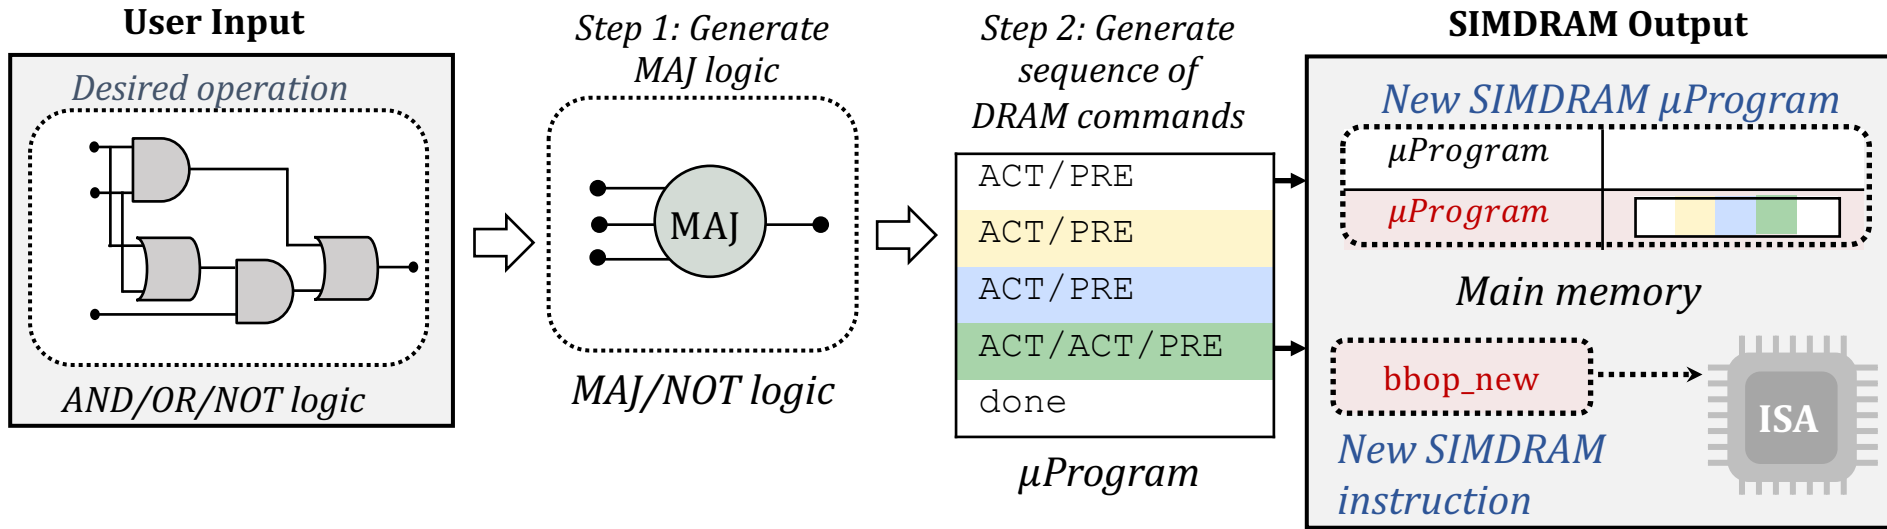 User Input
Desired operation
AND/OR/NOT logic
Step 1: Generate
MAJ logic
MAJ
MAJ/NOT logic
Step 2: Generate
sequence of
DRAM commands
ACT/PRE
ACT/PRE
ACT/PRE
ACT/ACT/PRE
done
μProgram
SIMDRAM Output
New SIMDRAM μProgram
μProgram
μProgram
Main memory
bbop_new
ISA
New SIMDRAM
instruction